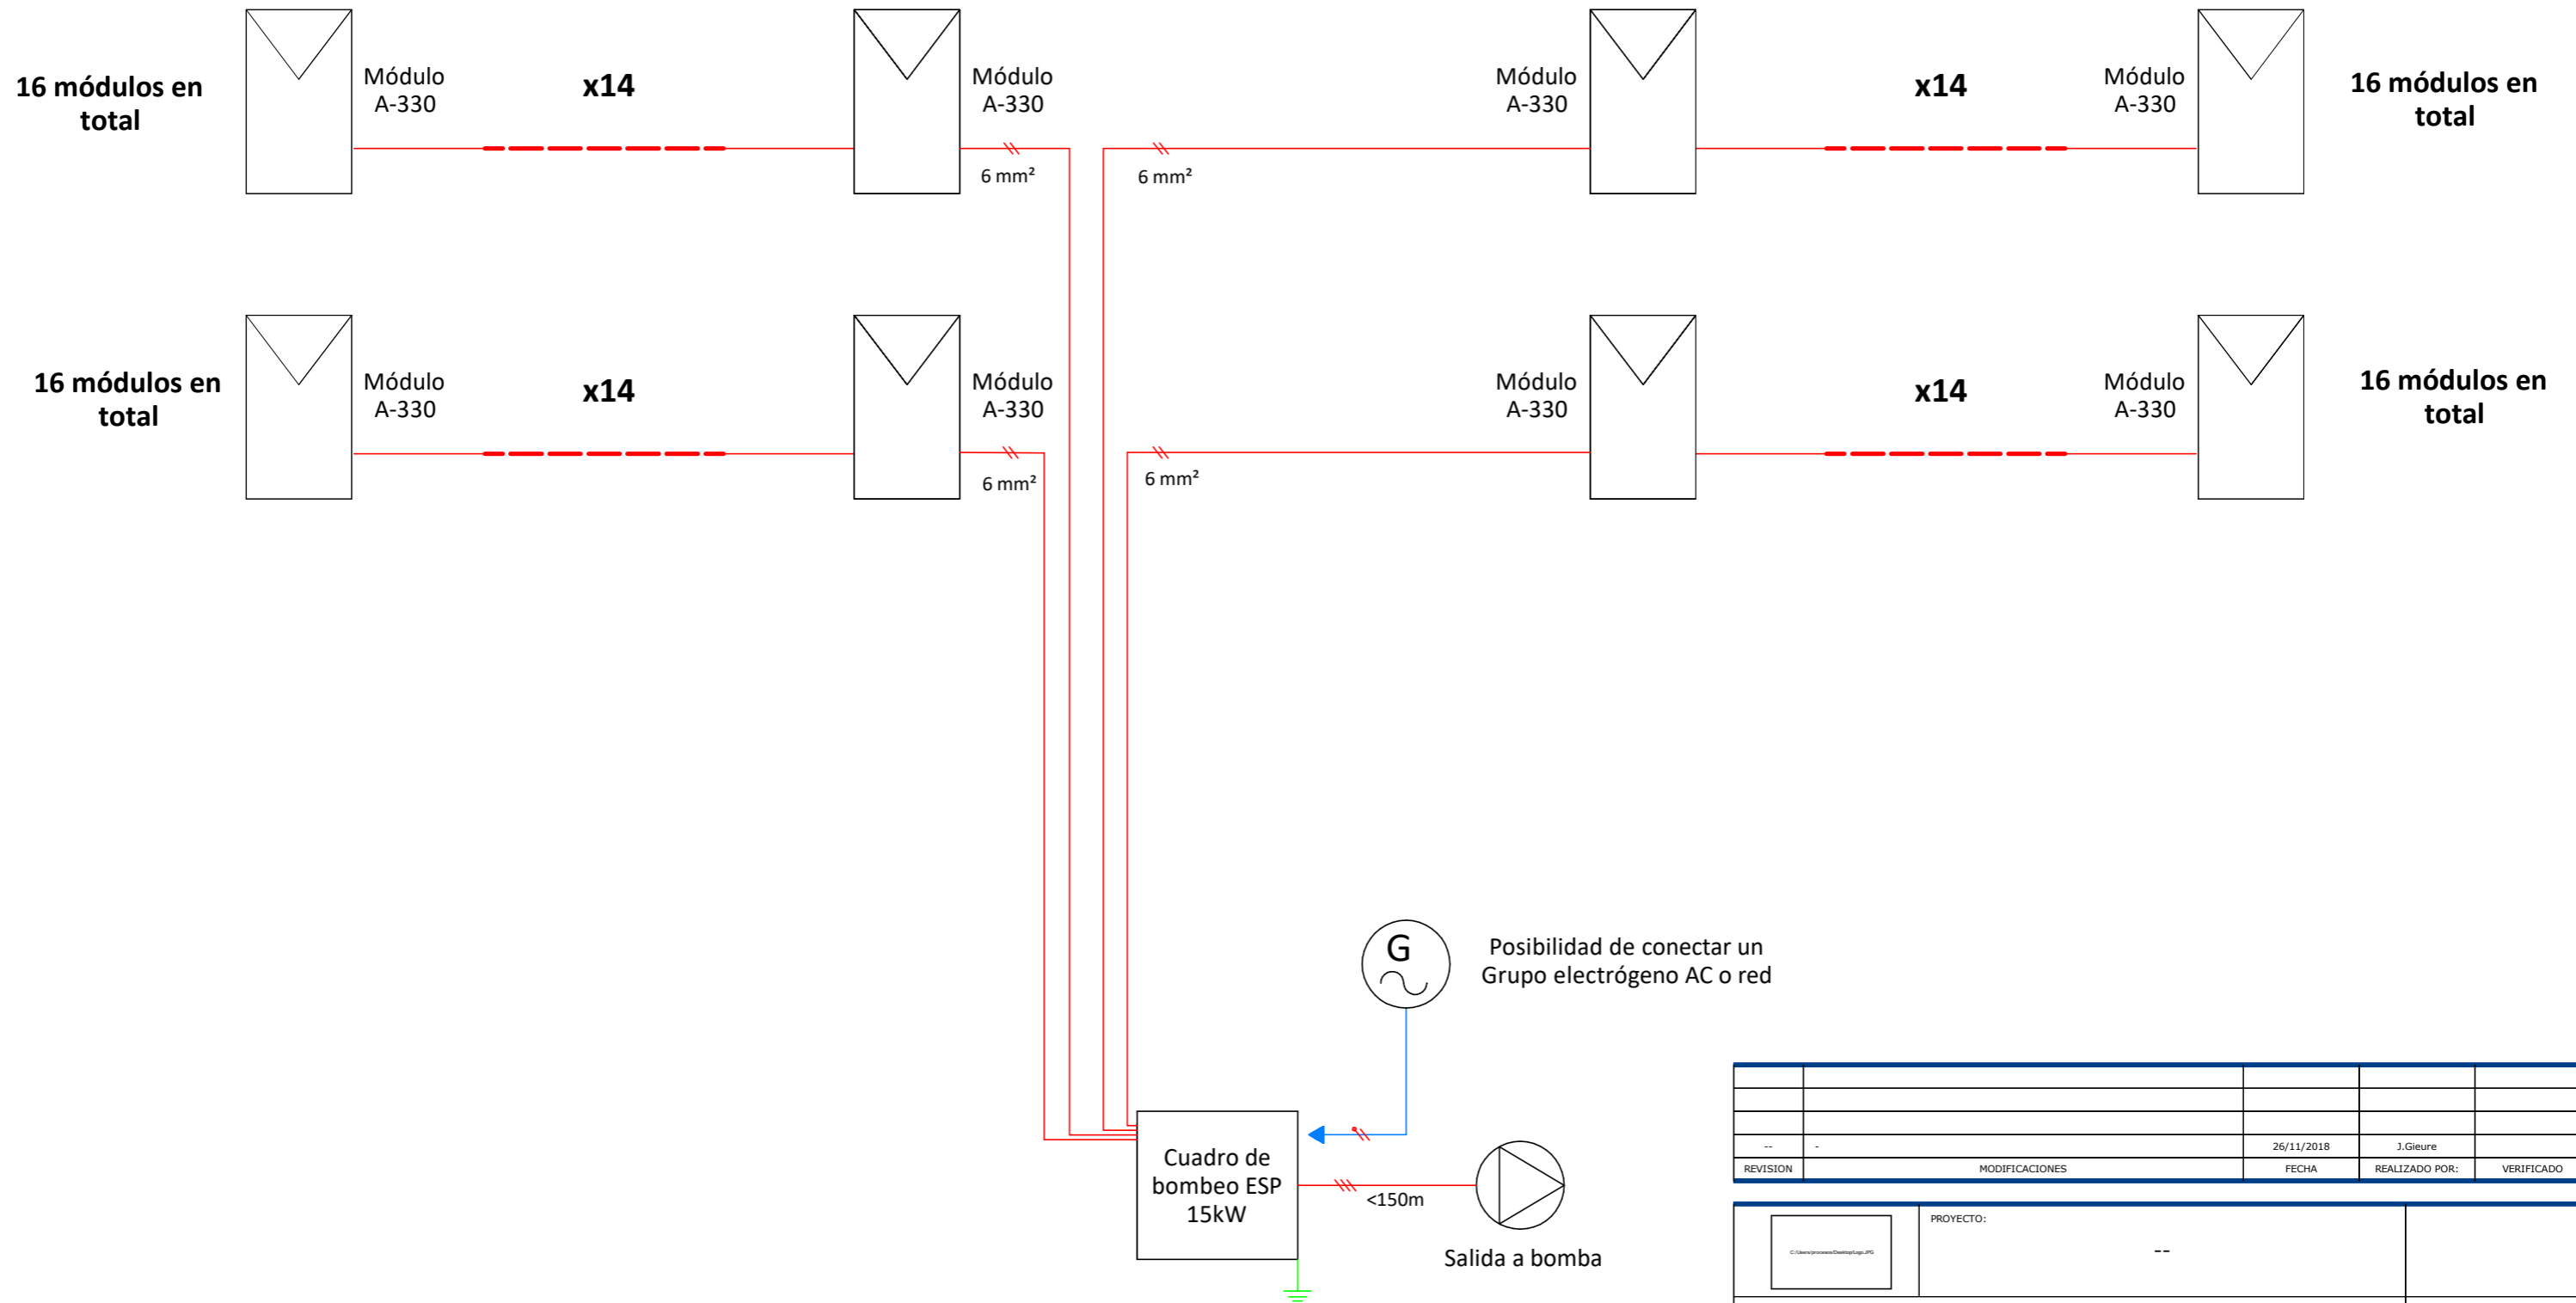 16 módulos en
total
Módulo
A-330
x14
Módulo
A-330
6 mm²
6 mm²
Módulo
A-330
x14
Módulo
A-330
16 módulos en
total
16 módulos en
total
Módulo
A-330
x14
Módulo
A-330
6 mm²
6 mm²
Módulo
A-330
x14
Módulo
A-330
16 módulos en
total
G
Posibilidad de conectar un
Grupo electrógeno AC o red
Cuadro de
bombeo ESP
15kW
<150m
Salida a bomba
-- - 26/11/2018 J.Gieure
REVISION MODIFICACIONES FECHA REALIZADO POR: VERIFICADO
PROYECTO:
--